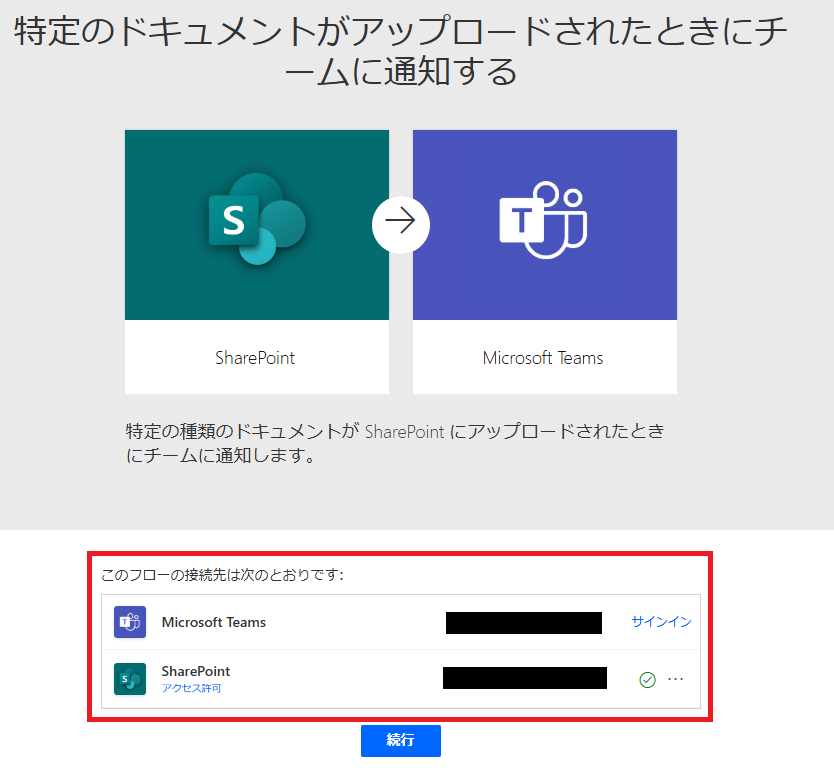 特定のドキュメントがアップロードされたときにチ
ームに通知する
S
T
SharePoint
Microsoft Teams
特定の種類のドキュメントが SharePoint にアップロードされたとき
にチームに通知します。
このフローの接続先は次のとおりです:
T
Microsoft Teams
サインイン
S
SharePoint
アクセス許可
続行